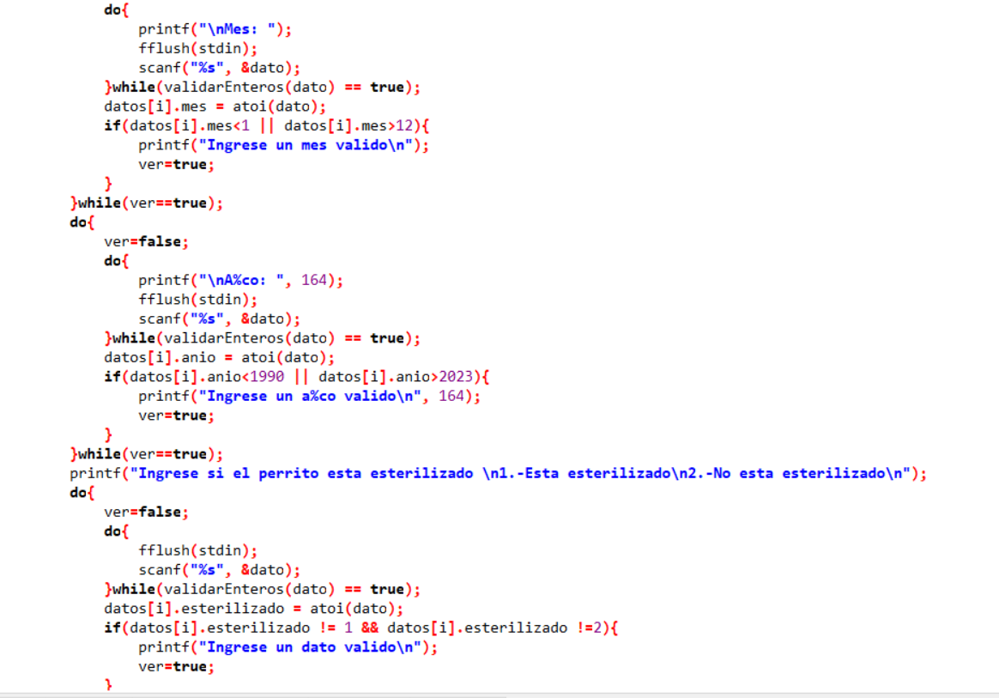 do{
printf("\nMes: ");
fflush(stdin);
scanf("%s", &dato);
}while(validarEnteros(dato) == true);
datos[i].mes = atoi(dato);
if(datos[i].mes<1 || datos[i].mes>12){
printf("Ingrese un mes valido\n");
ver=true;
}
}while(ver==true);
do{
ver=false;
do{
printf("\nA%co: ", 164);
fflush(stdin);
scanf("%s", &dato);
}while(validarEnteros(dato) == true);
datos[i].anio = atoi(dato);
if(datos[i].anio<1990 || datos[i].anio>2023){
printf("Ingrese un a%co valido\n", 164);
ver=true;
}
}while(ver==true);
printf("Ingrese si el perrito esta esterilizado \n1.-Esta esterilizado\n2.-No esta esterilizado\n");
do{
ver=false;
do{
fflush(stdin);
scanf("%s", &dato);
}while(validarEnteros(dato) == true);
datos[i].esterilizado = atoi(dato);
if(datos[i].esterilizado != 1 && datos[i].esterilizado !=2){
printf("Ingrese un dato valido\n");
ver=true;
}